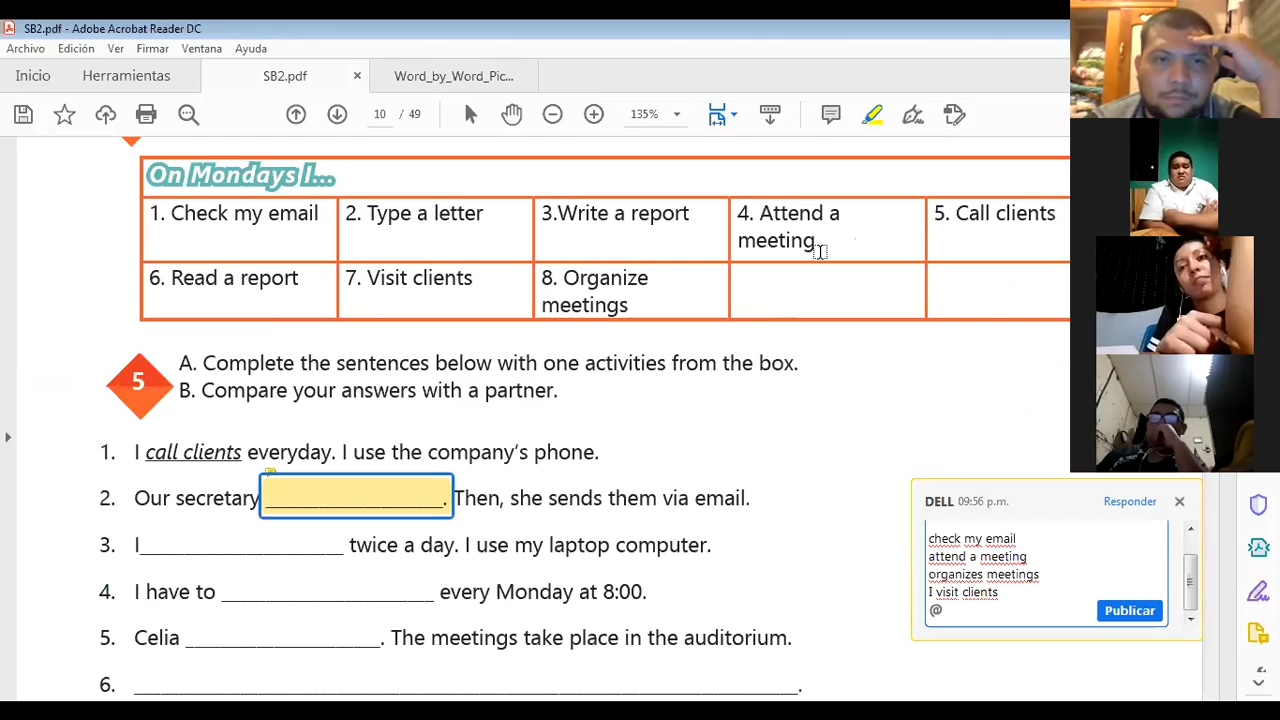 SB2.pdf - Adobe Acrobat Reader DC
Archivo Edición Ver Firmar Ventana Ayuda
Inicio Herramientas SB2.pdf × Word_by_Word_Pic...
10 / 49 135%
On Mondays I...
1. Check my email 2. Type a letter 3.Write a report 4. Attend a meeting 5. Call clients
6. Read a report 7. Visit clients 8. Organize meetings
5
A. Complete the sentences below with one activities from the box.
B. Compare your answers with a partner.
1. I call clients everyday. I use the company's phone.
2. Our secretary ____________________. Then, she sends them via email.
3. I______________________ twice a day. I use my laptop computer.
4. I have to _______________________ every Monday at 8:00.
5. Celia _____________________. The meetings take place in the auditorium.
6. ________________________________________________________________________.
DELL 09:56 p.m. Responder
check my email
attend a meeting
organizes meetings
I visit clients
@ Publicar